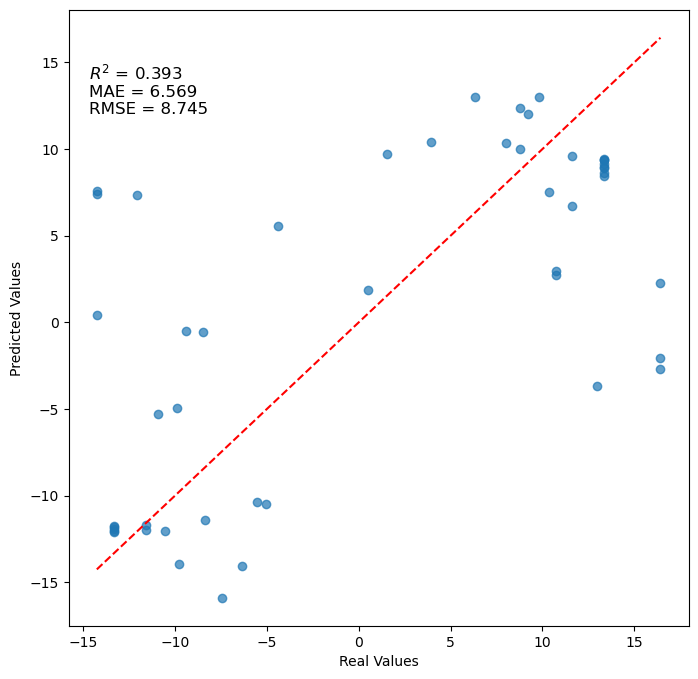 R² = 0.393
MAE = 6.569
RMSE = 8.745
15
10
5
0
−5
−10
−15
Predicted Values
−15 −10 −5 0 5 10 15
Real Values